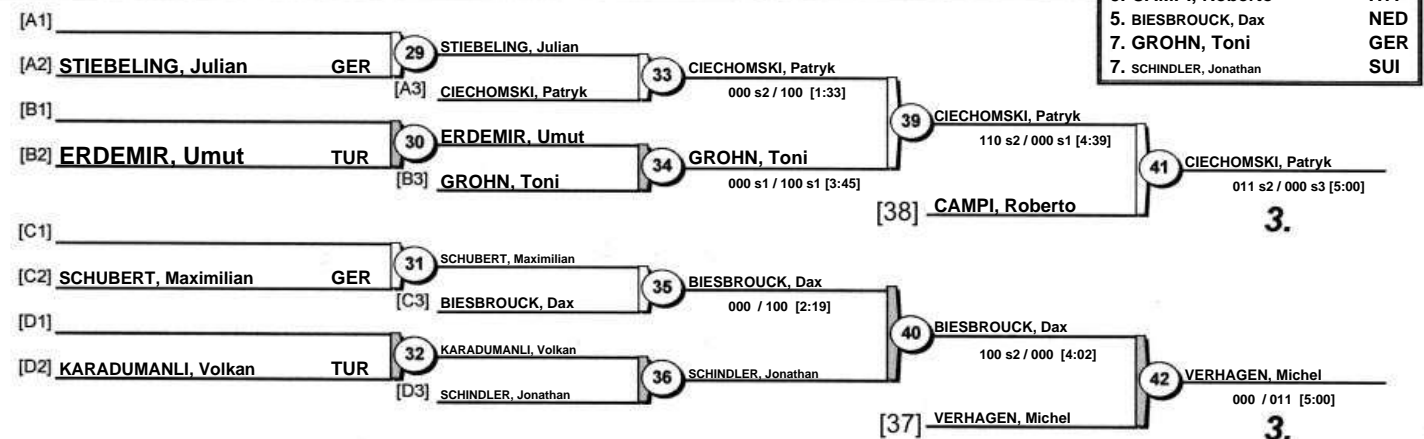 5. BIESBROUCK, Dax NED
7. GROHN, Toni GER
7. SCHINDLER, Jonathan SUI
[A1]
[A2] STIEBELING, Julian GER
29
STIEBELING, Julian
[A3] CIECHOMSKI, Patryk
33
CIECHOMSKI, Patryk
000 s2 / 100 [1:33]
[B1]
[B2] ERDEMIR, Umut TUR
30
ERDEMIR, Umut
[B3] GROHN, Toni
34
GROHN, Toni
000 s1 / 100 s1 [3:45]
39
CIECHOMSKI, Patryk
110 s2 / 000 s1 [4:39]
[38] CAMPI, Roberto
41
CIECHOMSKI, Patryk
011 s2 / 000 s3 [5:00]
3.
[C1]
[C2] SCHUBERT, Maximilian GER
31
SCHUBERT, Maximilian
[C3] BIESBROUCK, Dax
35
BIESBROUCK, Dax
000 / 100 [2:19]
[D1]
[D2] KARADUMANLI, Volkan TUR
32
KARADUMANLI, Volkan
[D3] SCHINDLER, Jonathan
36
SCHINDLER, Jonathan
40
BIESBROUCK, Dax
100 s2 / 000 [4:02]
[37] VERHAGEN, Michel
42
VERHAGEN, Michel
000 / 011 [5:00]
3.